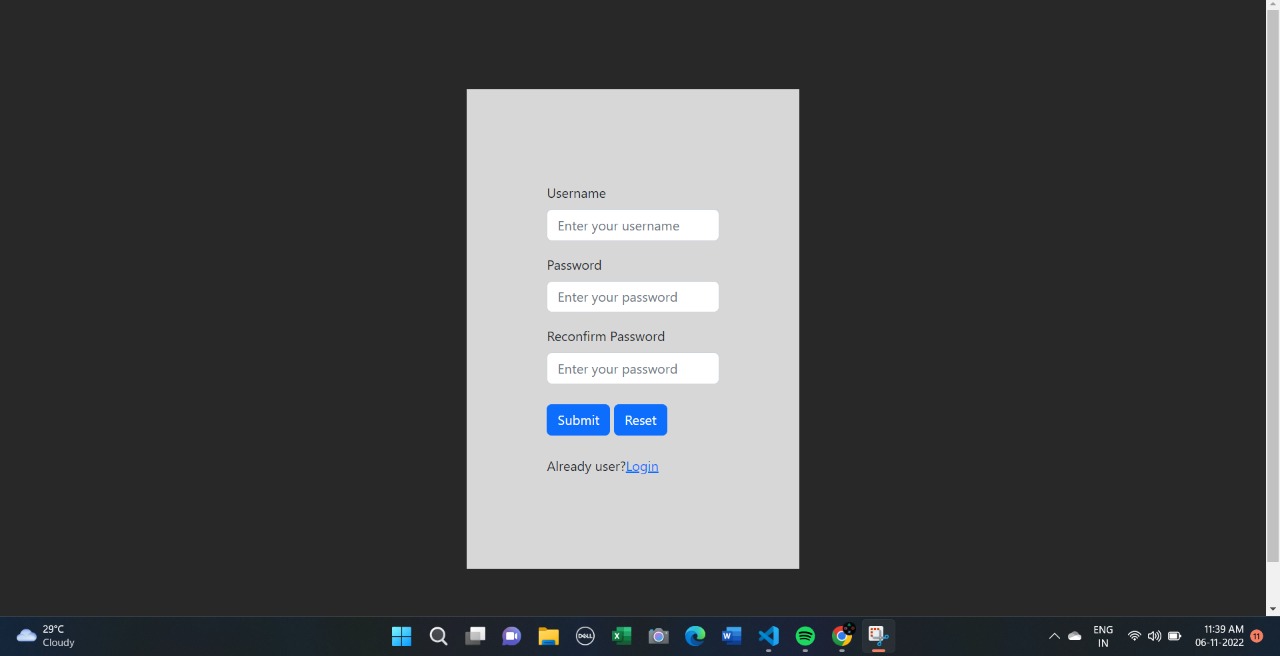 Username
Enter your username
Password
Enter your password
Reconfirm Password
Enter your password
Submit Reset
Already user?Login
29°C
Cloudy
DELL
ENG
IN
11:39 AM
06-11-2022
11